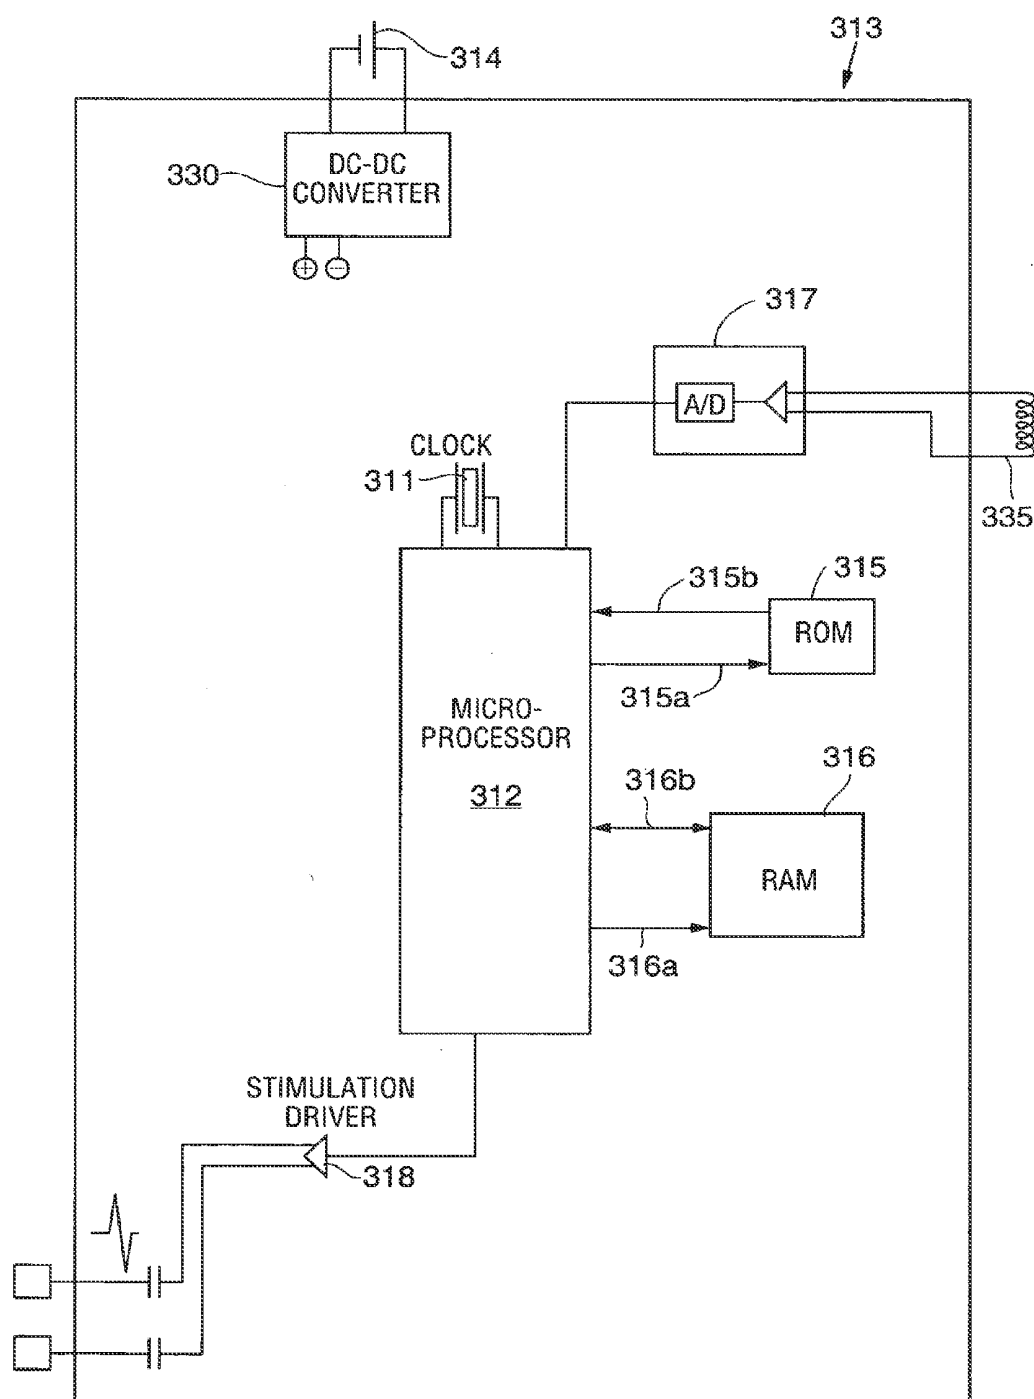 313
314
330
DC-DC
CONVERTER
+ −
317
A/D
CLOCK
311
335
315b
315
ROM
315a
MICRO-
PROCESSOR
312
316b
316
RAM
316a
STIMULATION
DRIVER
318